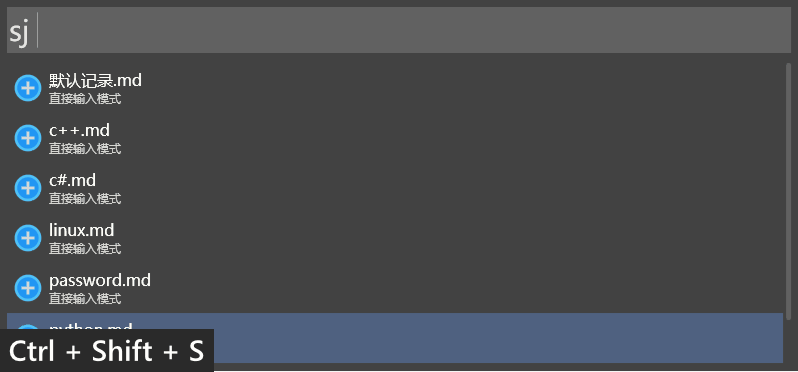 sj
默认记录.md
直接输入模式
c++.md
直接输入模式
c#.md
直接输入模式
linux.md
直接输入模式
password.md
直接输入模式
python.md
Ctrl + Shift + S